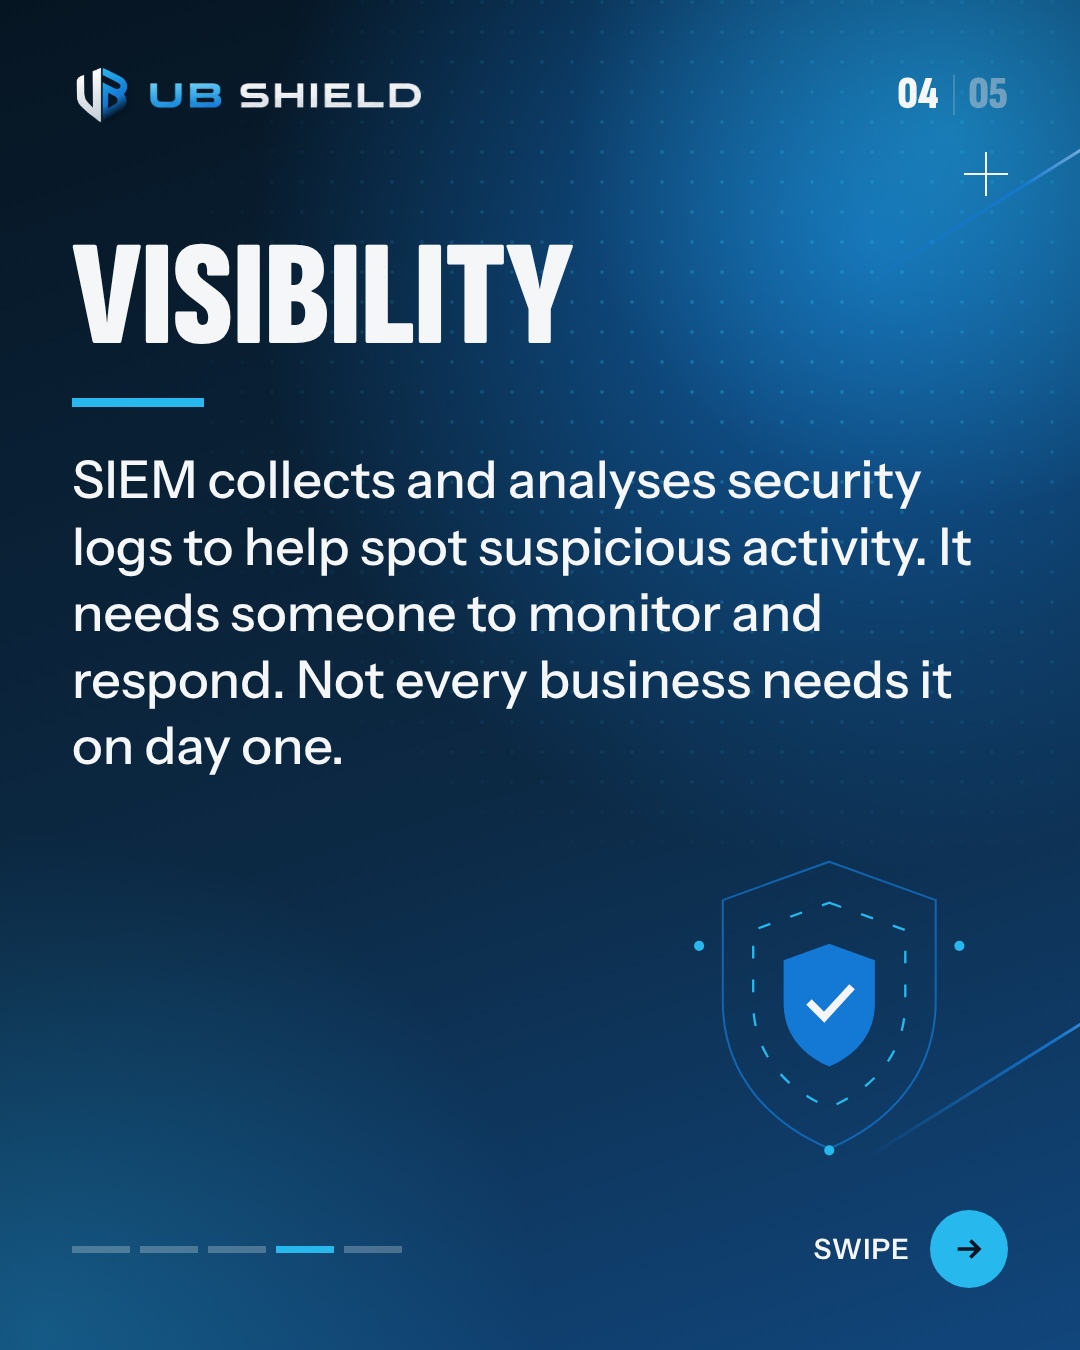 UB SHIELD
04 | 05
VISIBILITY
SIEM collects and analyses security
logs to help spot suspicious activity. It
needs someone to monitor and
respond. Not every business needs it
on day one.
SWIPE